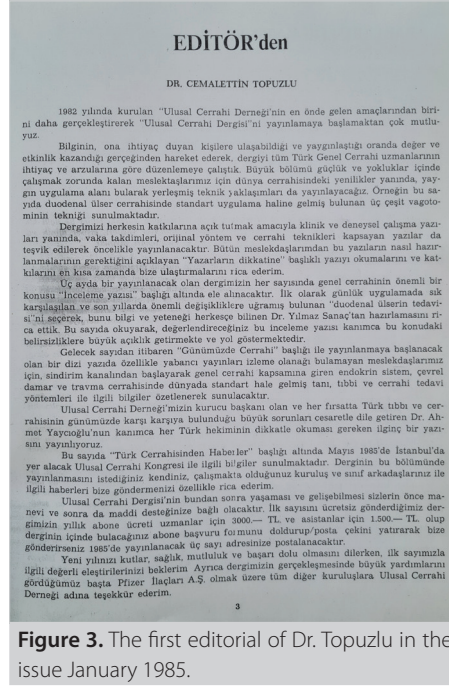 EDİTÖR'den
DR. CEMALETTİN TOPUZLU
1982 yılında kurulan "Ulusal Cerrahi Derneği'nin en önde gelen amaçlarından biri-
ni daha gerçekleştirerek "Ulusal Cerrahi Dergisi"ni yayınlamaya başlamaktan çok mutlu-
yuz.
Bilginin, ona ihtiyaç duyan kişilere ulaşabildiği ve yaygınlaştığı oranda değer ve
etkinlik kazandığı gerçeğinden hareket ederek, dergiyi tüm Türk Genel Cerrahi uzmanlarının
ihtiyaç ve arzularına göre düzenlemeye çalıştık. Büyük bölümü güçlük ve yokluklar içinde
çalışmak zorunda kalan meslektaşlarımız için dünya cerrahisindeki yenilikler yanında, yay-
gın uygulama alanı bularak yerleşmiş teknik yaklaşımları da yayınlayacağız. Örneğin bu sa-
yıda duodenal ülser cerrahisinde standart uygulama haline gelmiş bulunan üç çeşit vagoto-
minin tekniği sunulmaktadır.
Dergimizi herkesin katkılarına açık tutmak amacıyla klinik ve deneysel çalışma yazı-
ları yanında, vaka takdimleri, orijinal yöntem ve cerrahi teknikleri kapsayan yazılar da
teşvik edilerek öncelikle yayınlanacaktır. Bütün meslekdaşlarımdan bu yazıların nasıl hazır-
lanmalarının gerektiğini açıklayan "Yazarların dikkatine" başlıklı yazıyı okumalarını ve kat-
kılarını en kısa zamanda bize ulaştırmalarını rica ederim.
Üç ayda bir yayınlanacak olan dergimizin her sayısında genel cerrahinin önemli bir
konusu "İnceleme yazısı" başlığı altında ele alınacaktır. İlk olarak günlük uygulamada sık
karşılaşılan ve son yıllarda önemli değişikliklere uğramış bulunan "duodenal ülserin tedavi-
si"ni seçerek, bunu bilgi ve yeteneği herkesçe bilinen Dr. Yılmaz Sanaç'tan hazırlamasını ri-
ca ettik. Bu sayıda okuyarak, değerlendireceğiniz bu inceleme yazısı kanımca bu konudaki
belirsizliklere büyük açıklık getirmekte ve yol göstermektedir.
Gelecek sayıdan itibaren "Günümüzde Cerrahi" başlığı ile yayınlanmaya başlanacak
olan bir dizi yazıda özellikle yabancı yayınları izleme olanağı bulamayan meslekdaşlarımız
için, sindirim kanalından başlayarak genel cerrahi kapsamına giren endokrin sistem, çevrel
damar ve travma cerrahisinde dünyada standart hale gelmiş tanı, tıbbi ve cerrahi tedavi
yöntemleri ile ilgili bilgiler özetlenerek sunulacaktır.
Ulusal Cerrahi Derneği'mizin kurucu başkanı olan ve her fırsatta Türk tıbbı ve cer-
rahisinin günümüzde karşı karşıya bulunduğu büyük sorunları cesaretle dile getiren Dr. Ah-
met Yaycıoğlu'nun kanımca her Türk hekiminin dikkatle okuması gereken ilginç bir yazı-
sını yayınlıyoruz.
Bu sayıda "Türk Cerrahisinden Haberler" başlığı altında Mayıs 1985'de İstanbul'da
yer alacak Ulusal Cerrahi Kongresi ile ilgili bilgiler sunulmaktadır. Derginin bu bölümünde
yayınlanmasını istediğiniz kendiniz, çalışmakta olduğunuz kuruluş ve sınıf arkadaşlarınız ile
ilgili haberleri bize göndermenizi özellikle rica ederim.
Ulusal Cerrahi Dergisi'nin bundan sonra yaşaması ve gelişebilmesi sizlerin önce ma-
nevi ve sonra da maddi desteğinize bağlı olacaktır. İlk sayısını ücretsiz gönderdiğimiz der-
gimizin yıllık abone ücreti uzmanlar için 3000.— TL. ve asistanlar için 1.500.— TL. olup
derginin içinde bulacağınız abone başvuru formunu doldurup/posta çekini yatırarak bize
gönderirseniz 1985'de yayınlanacak üç sayı adresinize postalanacaktır.
Yeni yılınızı kutlar, sağlık, mutluluk ve başarı dolu olmasını dilerken, ilk sayımızla
ilgili değerli eleştirilerinizi beklerim Ayrıca dergimizin gerçekleşmesinde büyük yardımlarını
gördüğümüz başta Pfizer İlaçları A.Ş. olmak üzere tüm diğer kuruluşlara Ulusal Cerrahi
Derneği adına teşekkür ederim.
3
Figure 3. The first editorial of Dr. Topuzlu in the
issue January 1985.